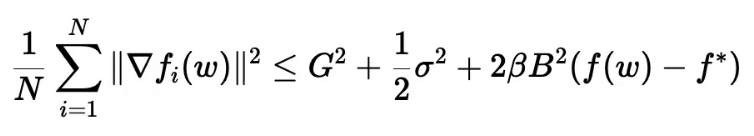 \frac{1}{N} \sum_{i=1}^{N} \|\nabla f_i(w)\|^2 \leq G^2 + \frac{1}{2}\sigma^2 + 2\beta B^2(f(w) - f^*)